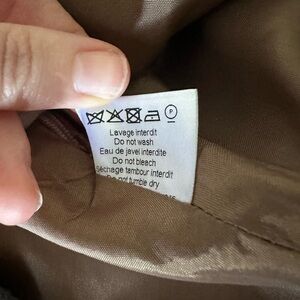 P
Lavage interdit
Do not wash
Eau de javel interdite
Do not bleach
Séchage tambour interdit
Do not tumble dry